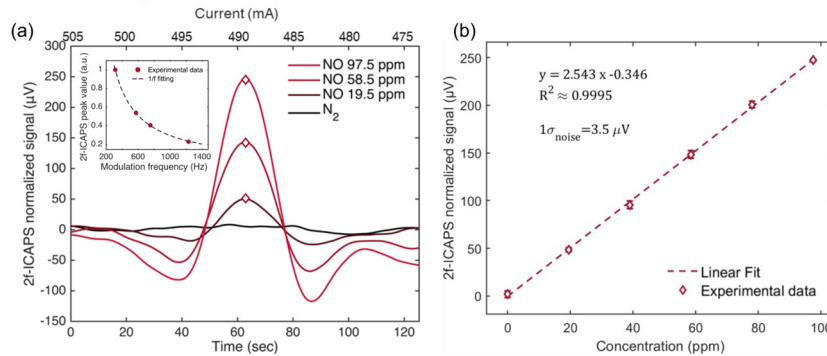 Current (mA)
(a)
505 500 495 490 485 480 475
300
250
200
150
100
50
0
-50
-100
-150
2f-ICAPS normalized signal (µV)
NO 97.5 ppm
NO 58.5 ppm
NO 19.5 ppm
N2
2f-ICAPS peak value (a.u.)
1
0.8
0.6
0.4
0.2
Experimental data
1/f fitting
200 600 1000 1400
Modulation frequency (Hz)
0 20 40 60 80 100 120
Time (sec)
(b)
250
200
150
100
50
0
2f-ICAPS normalized signal (µV)
y = 2.543 x -0.346
R² ≈ 0.9995
1σnoise=3.5 µV
Linear Fit
Experimental data
0 20 40 60 80 100
Concentration (ppm)